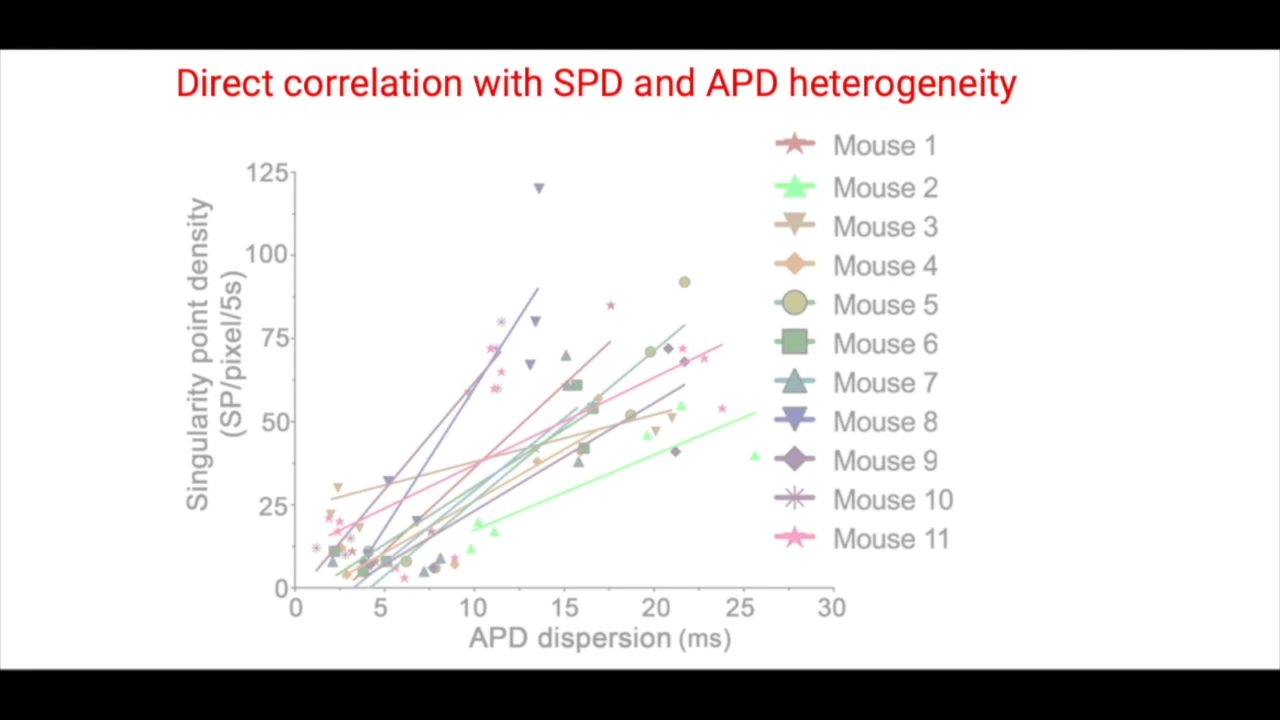 Direct correlation with SPD and APD heterogeneity
Singularity point density
(SP/pixel/5s)
125
100
75
50
25
0
0 5 10 15 20 25 30
APD dispersion (ms)
Mouse 1
Mouse 2
Mouse 3
Mouse 4
Mouse 5
Mouse 6
Mouse 7
Mouse 8
Mouse 9
Mouse 10
Mouse 11